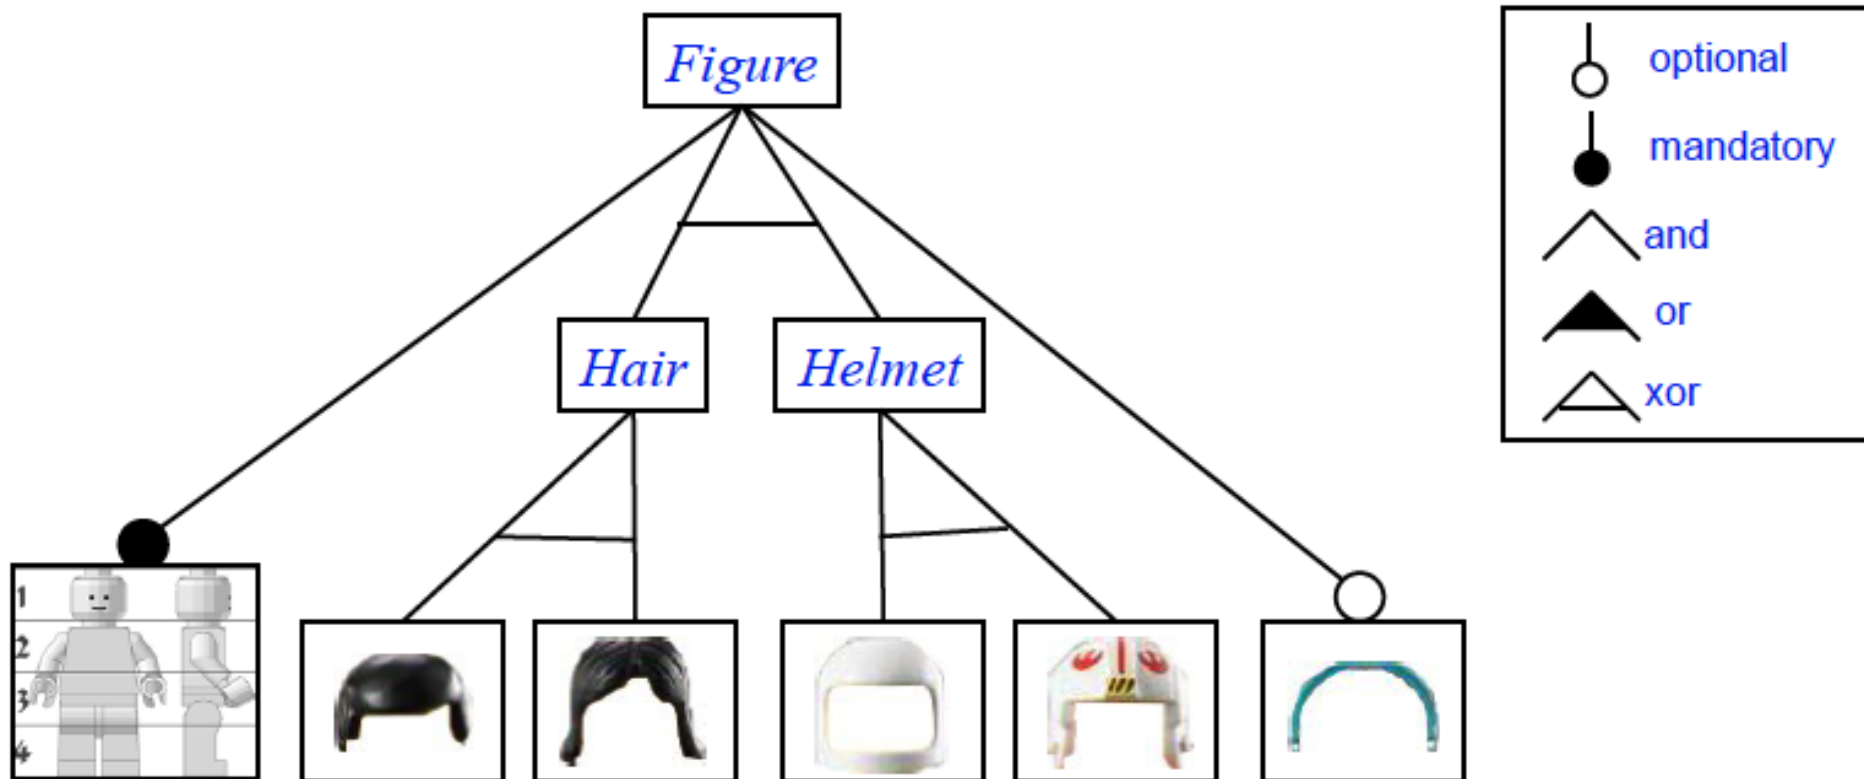 Figure
optional
mandatory
and
or
xor
Hair
Helmet
1
2
3
4